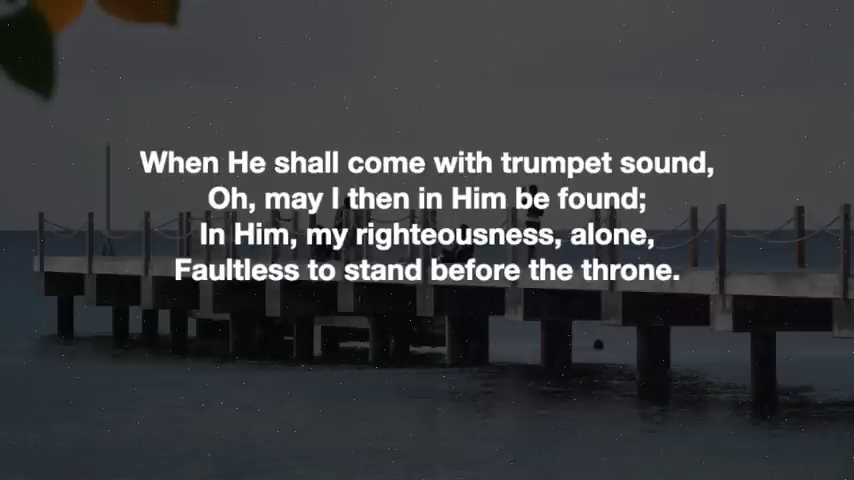 When He shall come with trumpet sound,
Oh, may I then in Him be found;
In Him, my righteousness, alone,
Faultless to stand before the throne.